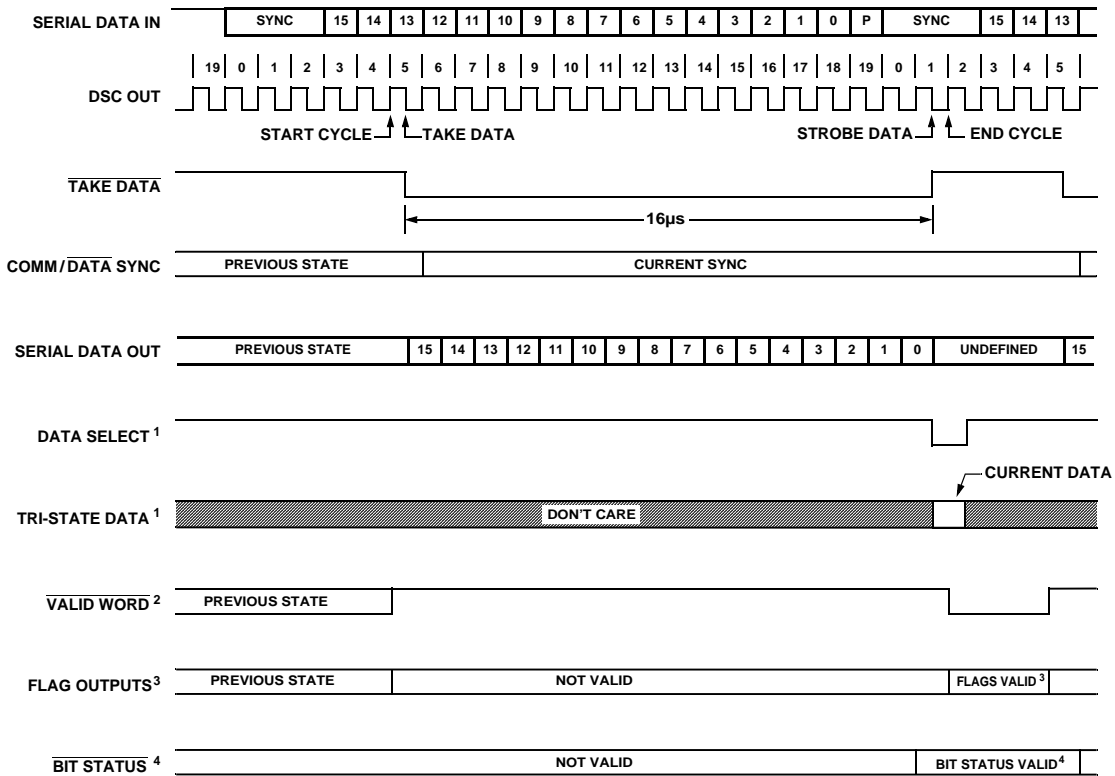 SERIAL DATA IN SYNC 15 14 13 12 11 10 9 8 7 6 5 4 3 2 1 0 P SYNC 15 14 13
19 0 1 2 3 4 5 6 7 8 9 10 11 12 13 14 15 16 17 18 19 0 1 2 3 4 5
DSC OUT
START CYCLE TAKE DATA STROBE DATA END CYCLE
TAKE DATA
16µs
COMM/DATA SYNC PREVIOUS STATE CURRENT SYNC
SERIAL DATA OUT PREVIOUS STATE 15 14 13 12 11 10 9 8 7 6 5 4 3 2 1 0 UNDEFINED 15
DATA SELECT 1
CURRENT DATA
TRI-STATE DATA 1 DON'T CARE
VALID WORD 2 PREVIOUS STATE
FLAG OUTPUTS3 PREVIOUS STATE NOT VALID FLAGS VALID 3
BIT STATUS 4 NOT VALID BIT STATUS VALID4